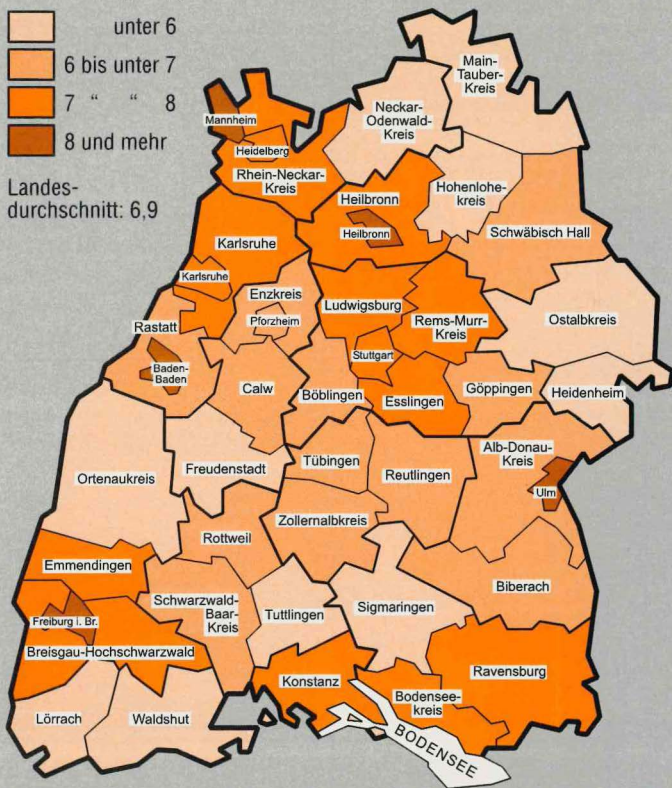 unter 6
6 bis unter 7
7 “ “ 8
8 und mehr
Landes-
durchschnitt: 6,9
Main-
Tauber-
Kreis
Neckar-
Odenwald-
Kreis
Mannheim
Heidelberg
Rhein-Neckar-
Kreis
Hohenlohe-
kreis
Heilbronn
Heilbronn
Schwäbisch Hall
Karlsruhe
Karlsruhe
Enzkreis
Pforzheim
Ludwigsburg
Rems-Murr-
Kreis
Ostalbkreis
Rastatt
Baden-
Baden
Stuttgart
Calw
Böblingen
Esslingen
Göppingen
Heidenheim
Ortenaukreis
Freudenstadt
Tübingen
Reutlingen
Alb-Donau-
Kreis
Ulm
Zollernalbkreis
Rottweil
Emmendingen
Biberach
Schwarzwald-
Baar-
Kreis
Tuttlingen
Sigmaringen
Freiburg i. Br.
Breisgau-Hochschwarzwald
Konstanz
Bodensee-
kreis
Ravensburg
Lörrach
Waldshut
BODENSEE